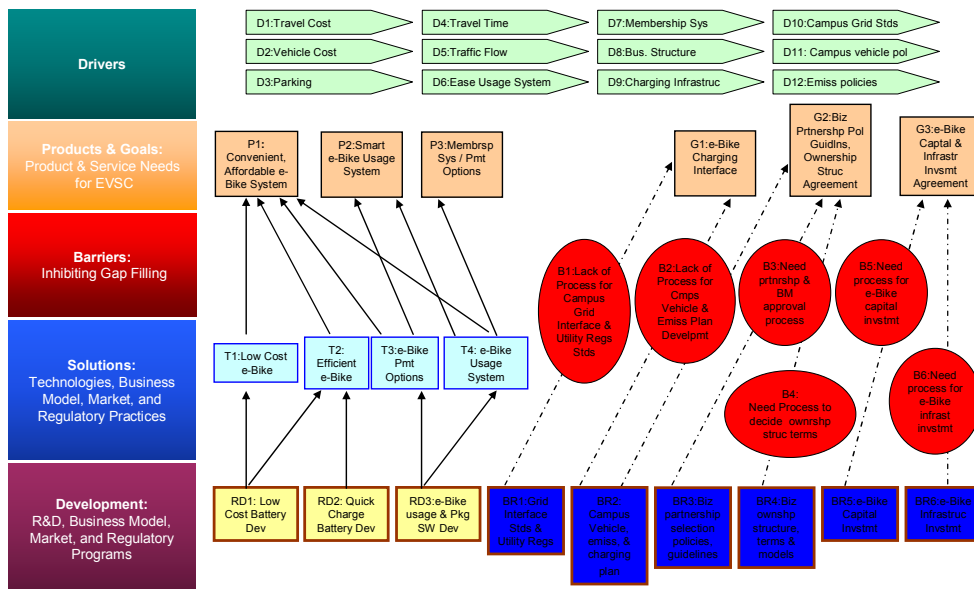 Drivers
D1:Travel Cost
D4:Travel Time
D7:Membership Sys
D10:Campus Grid Stds
D2:Vehicle Cost
D5:Traffic Flow
D8:Bus. Structure
D11: Campus vehicle pol
D3:Parking
D6:Ease Usage System
D9:Charging Infrastruc
D12:Emiss policies
Products & Goals:
Product & Service Needs
for EVSC
P1:
Convenient,
Affordable e-
Bike System
P2:Smart
e-Bike Usage
System
P3:Membrsp
Sys / Pmt
Options
G1:e-Bike
Charging
Interface
G2:Biz
Prtnershp Pol
Guidlns,
Ownership
Struc
Agreement
G3:e-Bike
Captal &
Infrastr
Invsmt
Agreement
Barriers:
Inhibiting Gap Filling
B1:Lack of
Process for
Campus
Grid
Interface &
Utility Regs
Stds
B2:Lack of
Process for
Cmps
Vehicle &
Emiss Plan
Develpmt
B3:Need
prtnrshp &
BM
approval
process
B5:Need
process for
e-Bike
capital
invstmt
Solutions:
Technologies, Business
Model, Market, and
Regulatory Practices
T1:Low Cost
e-Bike
T2:
Efficient
e-Bike
T3:e-Bike
Pmt
Options
T4: e-Bike
Usage
System
B4:
Need Process to
decide ownrshp
struc terms
B6:Need
process for
e-Bike
infrast
invstmt
Development:
R&D, Business Model,
Market, and Regulatory
Programs
RD1: Low
Cost Battery
Dev
RD2: Quick
Charge
Battery Dev
RD3:e-Bike
usage & Pkg
SW Dev
BR1:Grid
Interface
Stds &
Utility Regs
BR2:
Campus
Vehicle,
emiss, &
charging
plan
BR3:Biz
partnership
selection
policies,
guidelines
BR4:Biz
ownershp
structure,
terms &
models
BR5:e-Bike
Capital
Invstmt
BR6:e-Bike
Infrastruc
Invstmt